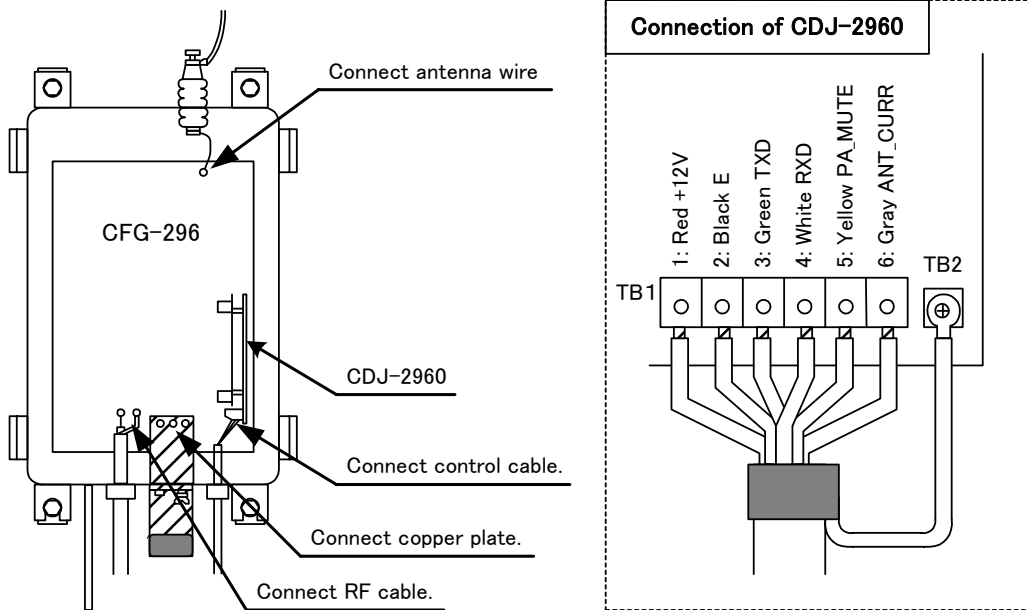 Connect antenna wire
CFG-296
CDJ-2960
Connect control cable.
Connect copper plate.
Connect RF cable.
Connection of CDJ-2960
1: Red +12V
2: Black E
3: Green TXD
4: White RXD
5: Yellow PA_MUTE
6: Gray ANT_CURR
TB1
TB2